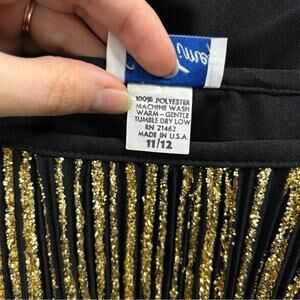 100% POLYESTER
MACHINE WASH
WARM-GENTLE
TUMBLE DRY LOW
RN 21462
MADE IN U.S.A.
11/12